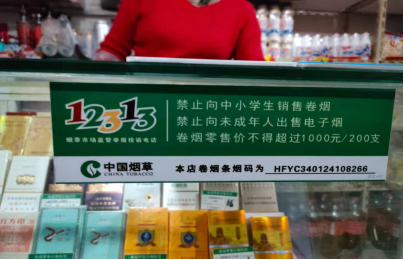 12313
烟草市场监管举报投诉电话
禁止向中小学生销售卷烟
禁止向未成年人出售电子烟
卷烟零售价不得超过1000元/200支
中国烟草
CHINA TOBACCO
本店卷烟条烟码为 HFYC340124108266